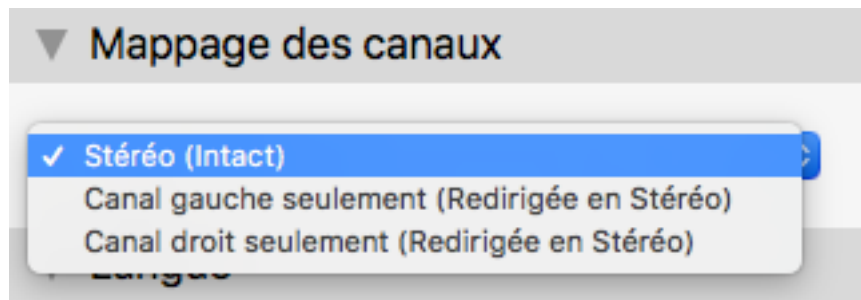 Mappage des canaux
Stéréo (Intact)
Canal gauche seulement (Redirigée en Stéréo)
Canal droit seulement (Redirigée en Stéréo)